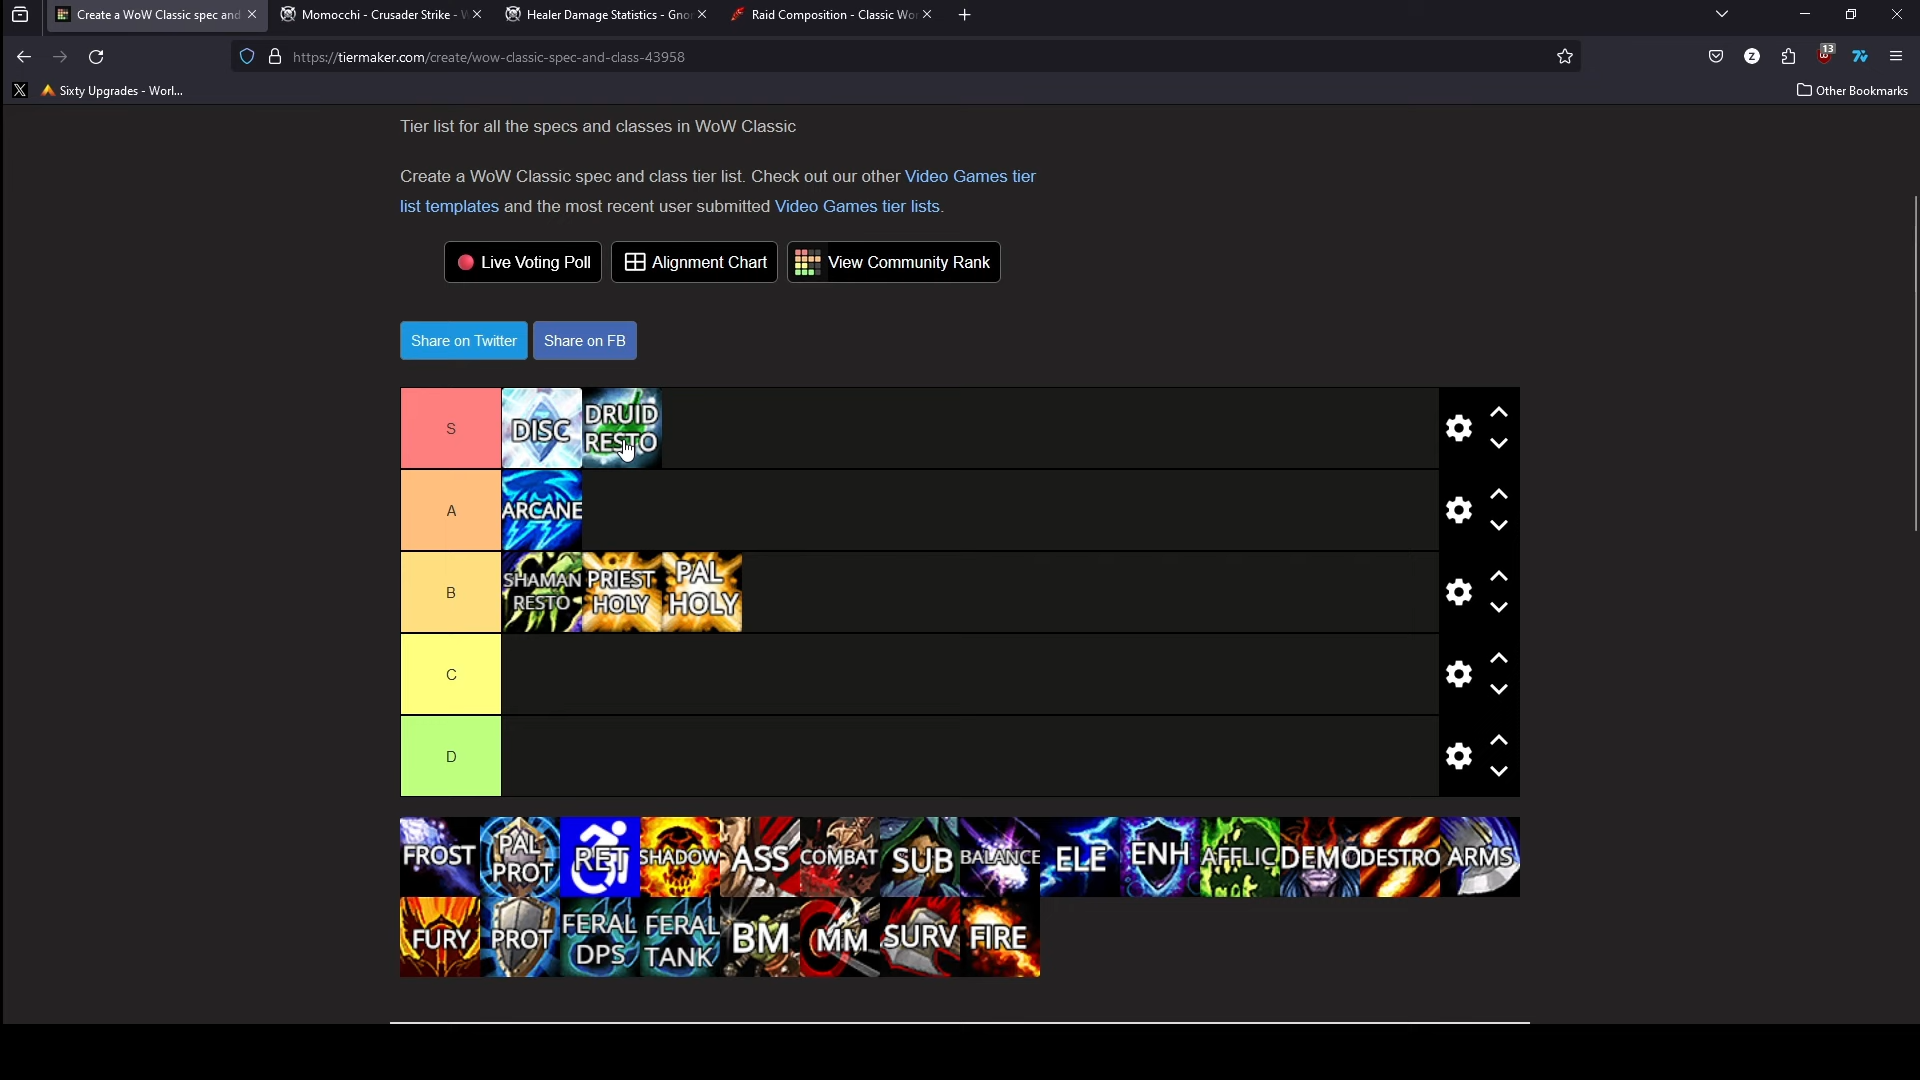 Create a WoW Classic spec and
Momocchi - Crusader Strike - W
Healer Damage Statistics - Gno
Raid Composition - Classic Wo
https://tiermaker.com/create/wow-classic-spec-and-class-43958
13
Z
X
Sixty Upgrades - Worl...
Other Bookmarks
Tier list for all the specs and classes in WoW Classic
Create a WoW Classic spec and class tier list. Check out our other Video Games tier
list templates and the most recent user submitted Video Games tier lists.
Live Voting Poll
Alignment Chart
View Community Rank
Share on Twitter
Share on FB
S
DISC
DRUID
RESTO
A
ARCANE
B
SHAMAN
RESTO
PRIEST
HOLY
PAL
HOLY
C
D
FROST
PAL
PROT
RET
SHADOW
ASS
COMBAT
SUB
BALANCE
ELE
ENH
AFFLIC
DEMO
DESTRO
ARMS
FURY
PROT
FERAL
DPS
FERAL
TANK
BM
MM
SURV
FIRE